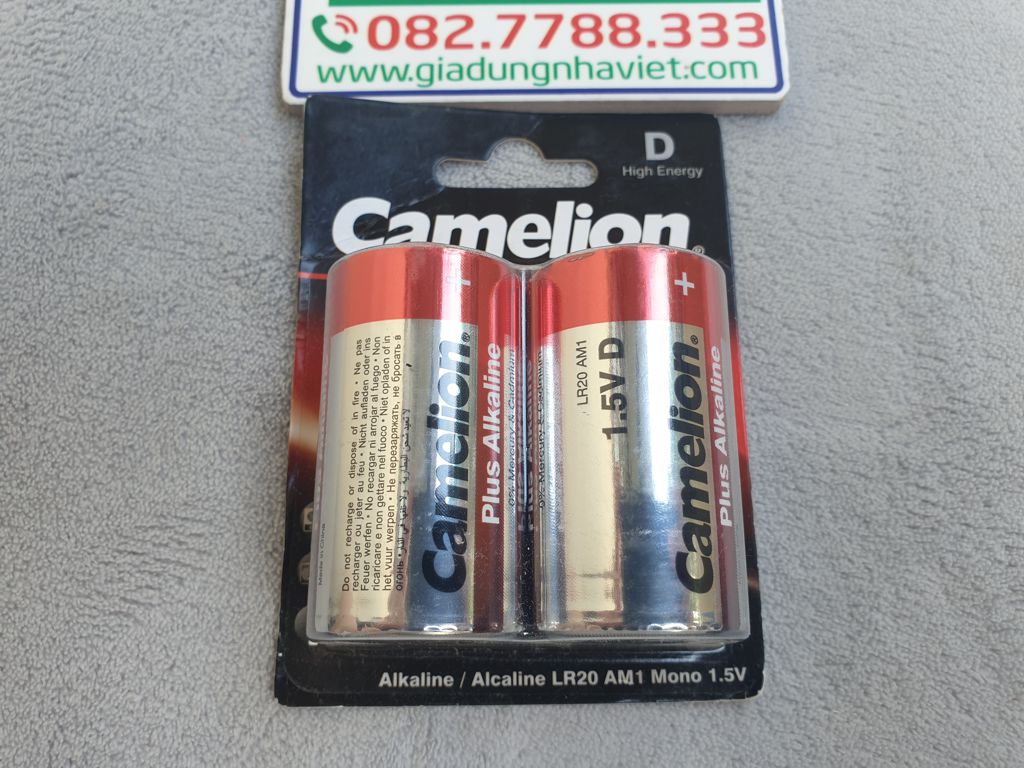 082.7788.333
www.giadungnhaviet.com
D
High Energy
Camelion®
+
+
Made in China
Do not recharge or dispose of in fire • Ne pas
recharger ou jeter au feu • Nicht aufladen oder ins
Feuer werfen • No recargar ni arrojar al fuego • Non
ricaricare e non gettare nel fuoco • Niet opladen of in
het vuur werpen • Не перезаряжать, не бросать в
огонь •
Camelion®
Plus Alkaline
0% Mercury & Cadmium
0% Mercury & Cadmium
LR20 AM1
1.5V D
Camelion®
Plus Alkaline
Alkaline / Alcaline LR20 AM1 Mono 1.5V